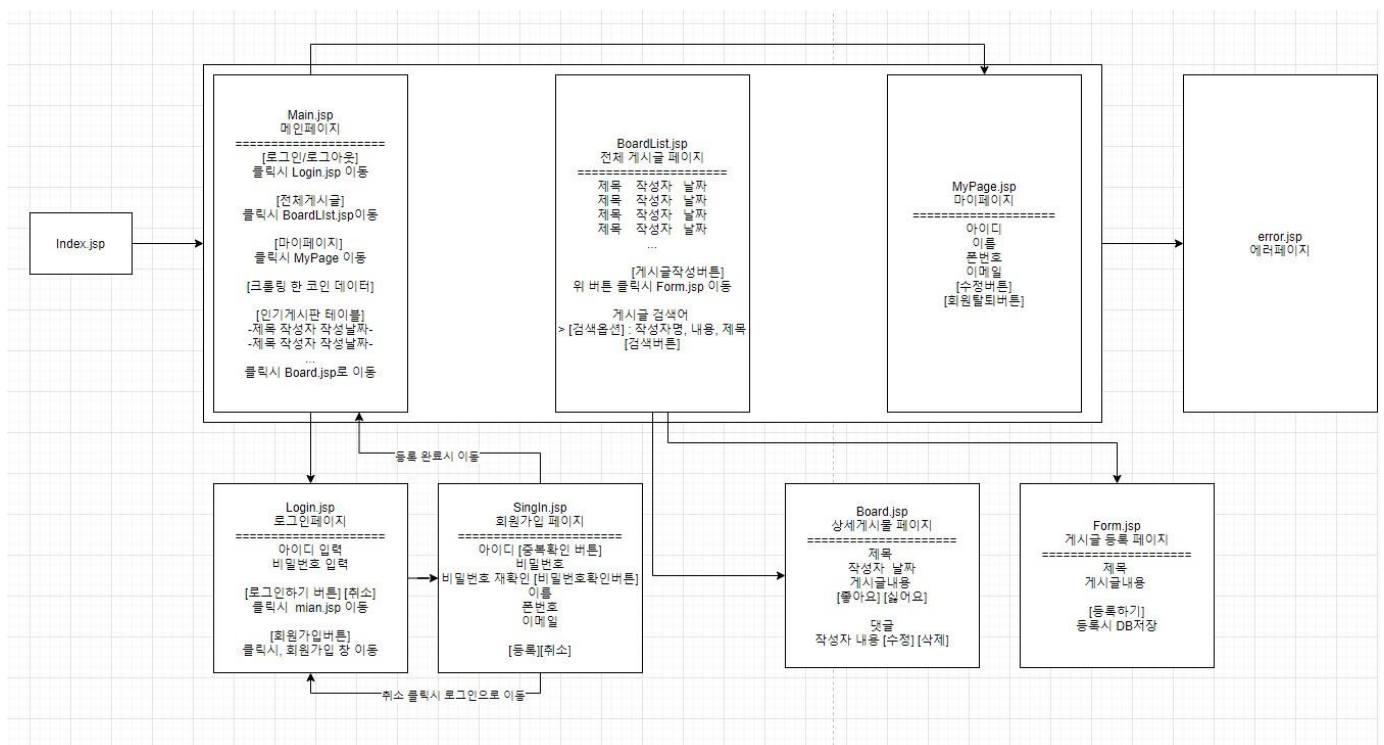 Index.jsp
Main.jsp
메인페이지
=====================
[로그인/로그아웃]
클릭시 Login.jsp 이동
[전체게시글]
클릭시 BoardLIst.jsp이동
[마이페이지]
클릭시 MyPage 이동
[크롤링 한 코인 데이터]
[인기게시판 테이블]
-제목 작성자 작성날짜-
-제목 작성자 작성날짜-
...
클릭시 Board.jsp로 이동
BoardList.jsp
전체 게시글 페이지
=====================
제목 작성자 날짜
제목 작성자 날짜
제목 작성자 날짜
제목 작성자 날짜
...
[게시글작성버튼]
위 버튼 클릭시 Form.jsp 이동
게시글 검색어
> [검색옵션] : 작성자명, 내용, 제목
[검색버튼]
MyPage.jsp
마이페이지
====================
아이디
이름
폰번호
이메일
[수정버튼]
[회원탈퇴버튼]
error.jsp
에러페이지
등록 완료시 이동
Login.jsp
로그인페이지
=====================
아이디 입력
비밀번호 입력
[로그인하기 버튼] [취소]
클릭시 mian.jsp 이동
[회원가입버튼]
클릭시, 회원가입 창 이동
SingIn.jsp
회원가입 페이지
=======================
아이디 [중복확인 버튼]
비밀번호
비밀번호 재확인 [비밀번호확인버튼]
이름
폰번호
이메일
[등록][취소]
취소 클릭시 로그인으로 이동
Board.jsp
상세게시물 페이지
=====================
제목
작성자 날짜
게시글내용
[좋아요] [싫어요]
댓글
작성자 내용 [수정] [삭제]
Form.jsp
게시글 등록 페이지
=====================
제목
게시글내용
[등록하기]
등록시 DB저장